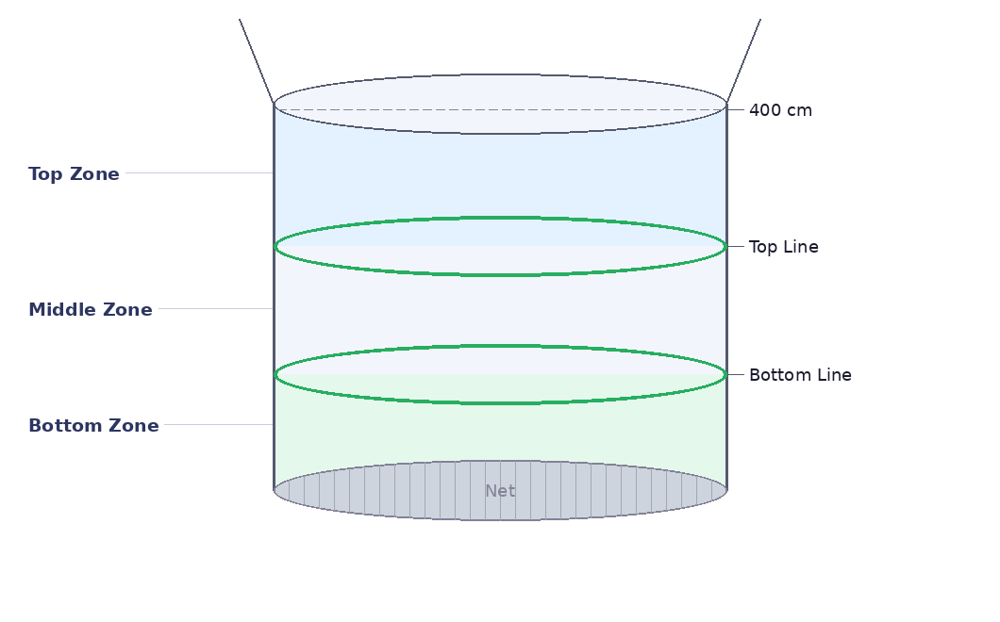 400 cm
Top Zone
Top Line
Middle Zone
Bottom Line
Bottom Zone
Net